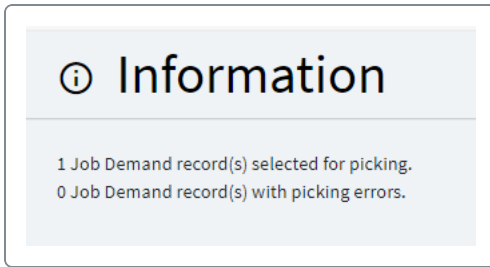 Information
1 Job Demand record(s) selected for picking.
0 Job Demand record(s) with picking errors.